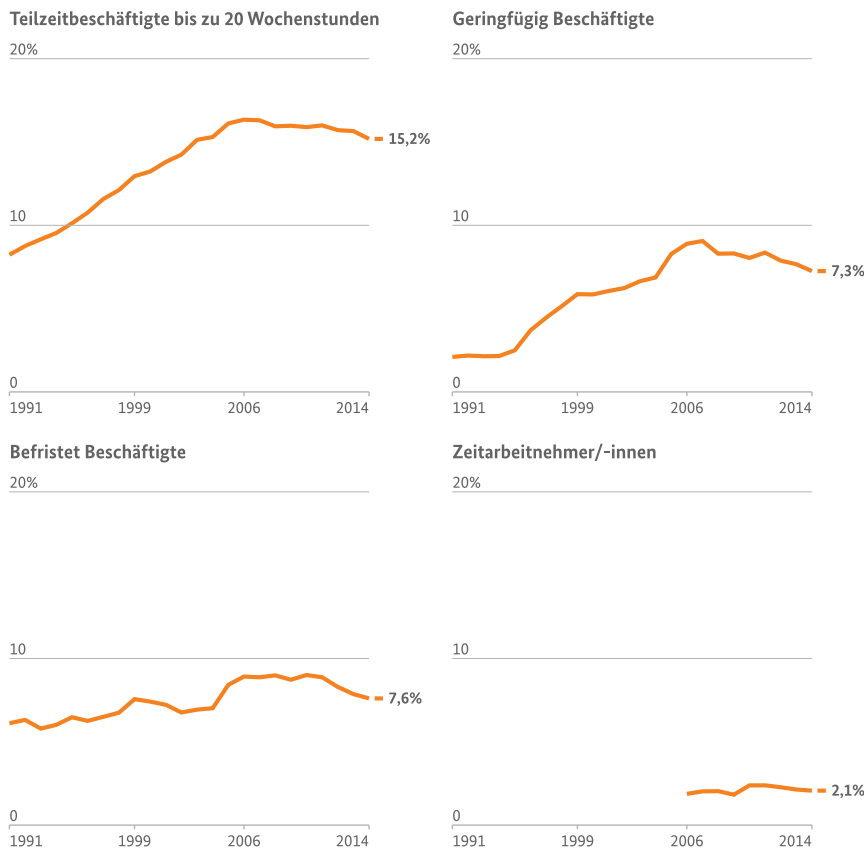 Teilzeitbeschäftigte bis zu 20 Wochenstunden
20%
15,2%
10
0
1991 1999 2006 2014
Geringfügig Beschäftigte
20%
10
7,3%
0
1991 1999 2006 2014
Befristet Beschäftigte
20%
10
7,6%
0
1991 1999 2006 2014
Zeitarbeitnehmer/-innen
20%
10
2,1%
0
1991 1999 2006 2014